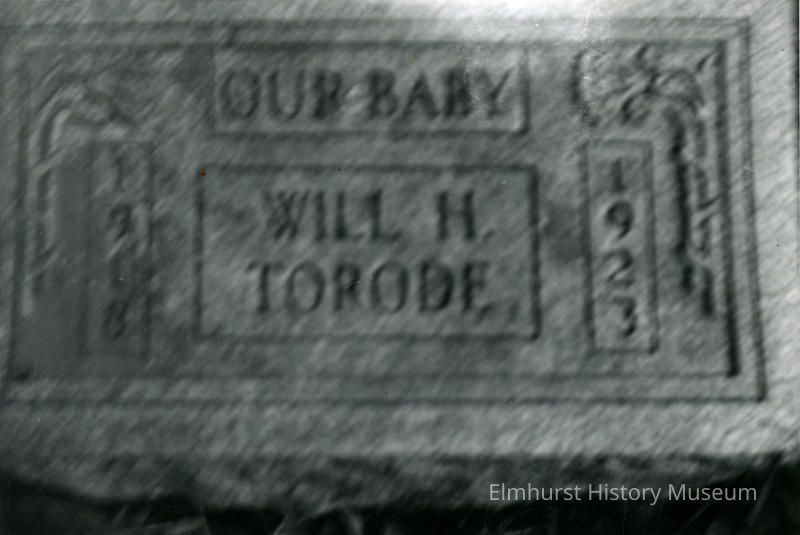 OUR BABY
WILL H.
TORODE
1923
Elmhurst History Museum